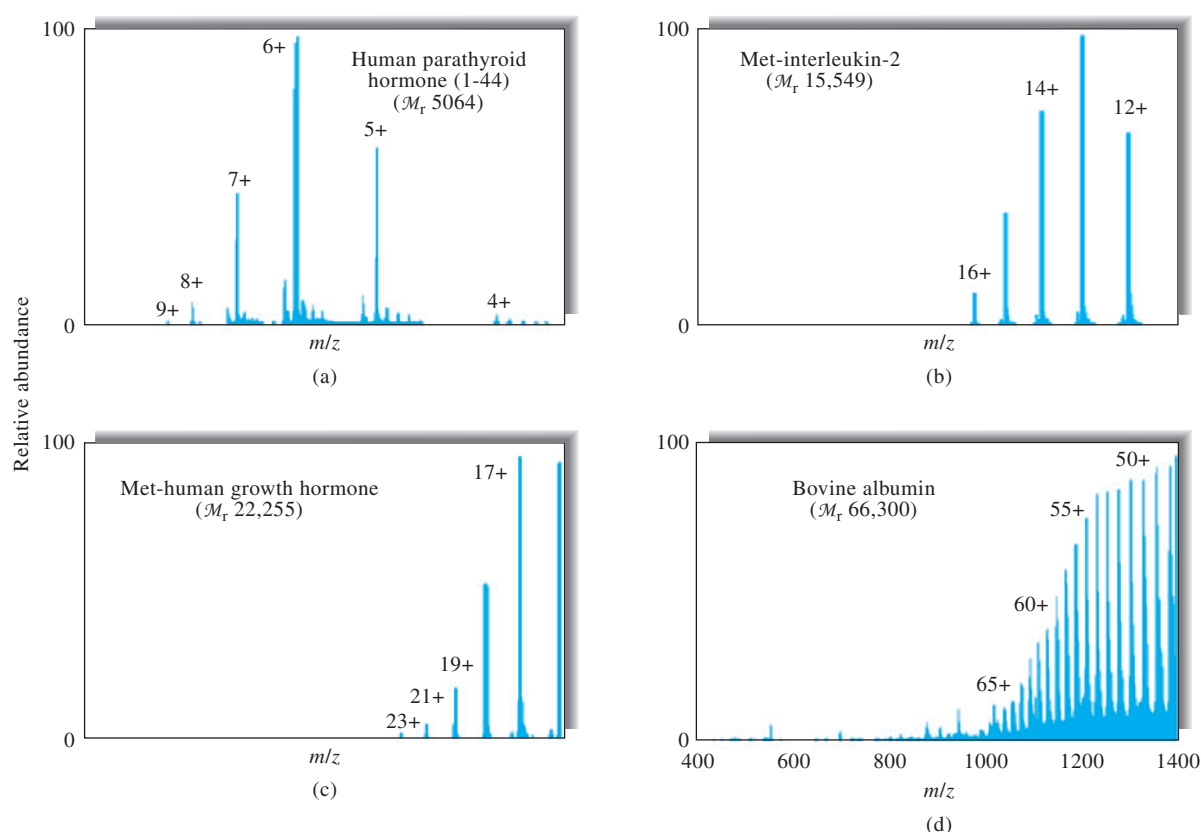 Relative abundance
100
0
6+
Human parathyroid
hormone (1-44)
(ℳr 5064)
5+
7+
8+
9+
4+
m/z
(a)
100
0
Met-interleukin-2
(ℳr 15,549)
14+
12+
16+
m/z
(b)
100
0
Met-human growth hormone
(ℳr 22,255)
17+
19+
21+
23+
m/z
(c)
100
0
Bovine albumin
(ℳr 66,300)
50+
55+
60+
65+
400 600 800 1000 1200 1400
m/z
(d)